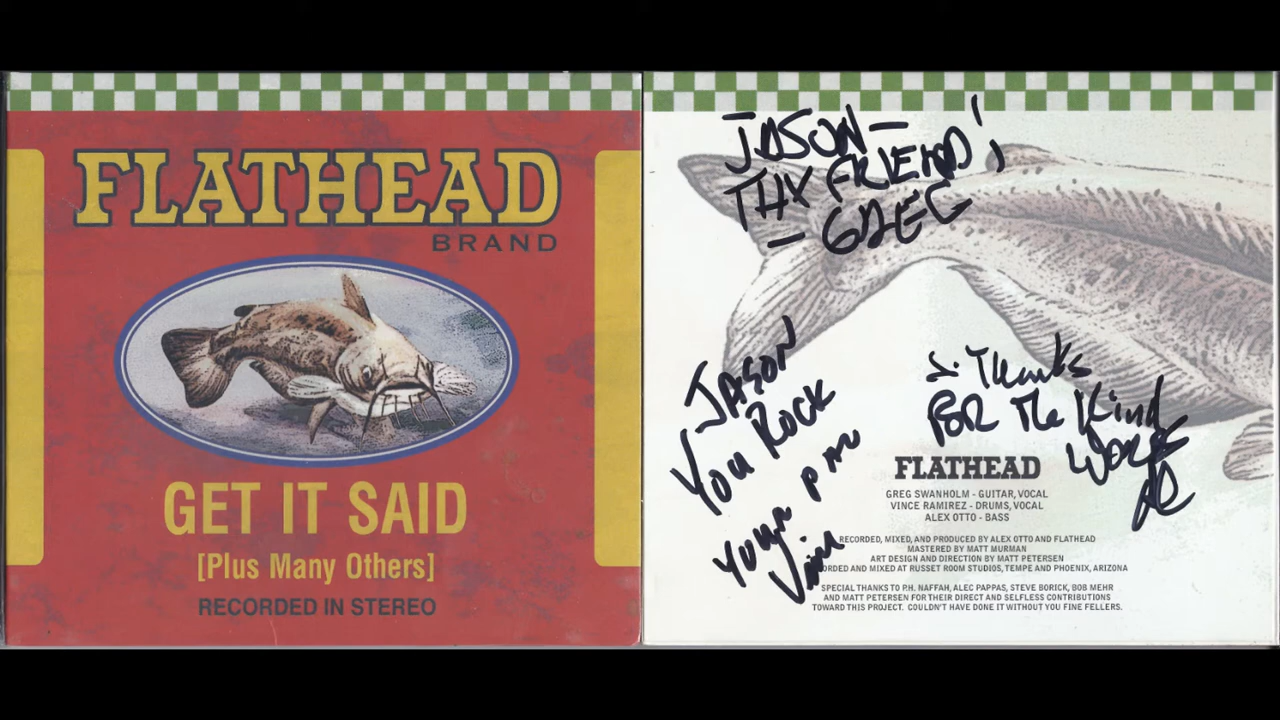 FLATHEAD
BRAND
GET IT SAID
[Plus Many Others]
RECORDED IN STEREO
JASON—
THY FRIEND,
— GREG
JASON
YOU ROCK
YOUR
J. Thanks
FOR The Kind
FLATHEAD
GREG SWANHOLM - GUITAR, VOCAL
VINCE RAMIREZ - DRUMS, VOCAL
ALEX OTTO - BASS
RECORDED, MIXED, AND PRODUCED BY ALEX OTTO AND FLATHEAD
MASTERED BY MATT MURMAN
ART DESIGN AND DIRECTION BY MATT PETERSEN
AND MIXED AT RUSSET ROOM STUDIOS, TEMPE AND PHOENIX, ARIZONA
SPECIAL THANKS TO P.H. NAFFAH, ALEC PAPPAS, STEVE BORICK, BOB MEHR
AND MATT PETERSEN FOR THEIR DIRECT AND SELFLESS CONTRIBUTIONS
TOWARD THIS PROJECT. COULDN'T HAVE DONE IT WITHOUT YOU FINE FELLERS.